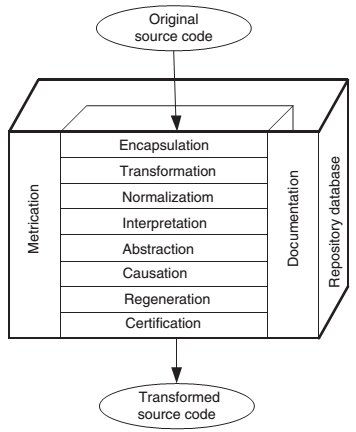 Original
source code
Encapsulation
Transformation
Normalizatiom
Interpretation
Abstraction
Causation
Regeneration
Certification
Metrication
Documentation
Repository database
Transformed
source code